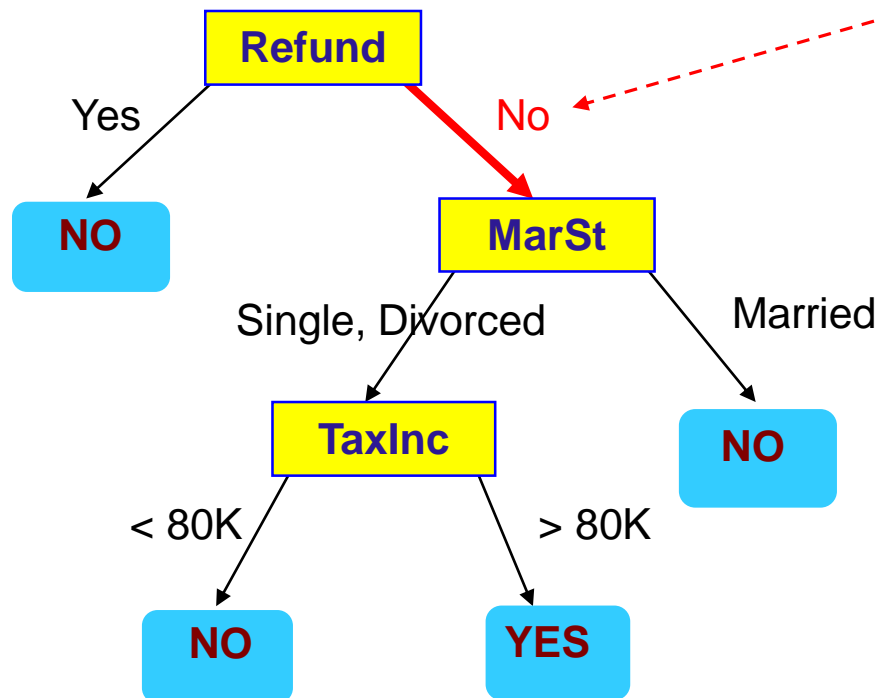 Refund
Yes
No
NO
MarSt
Single, Divorced
Married
TaxInc
NO
< 80K
> 80K
NO
YES